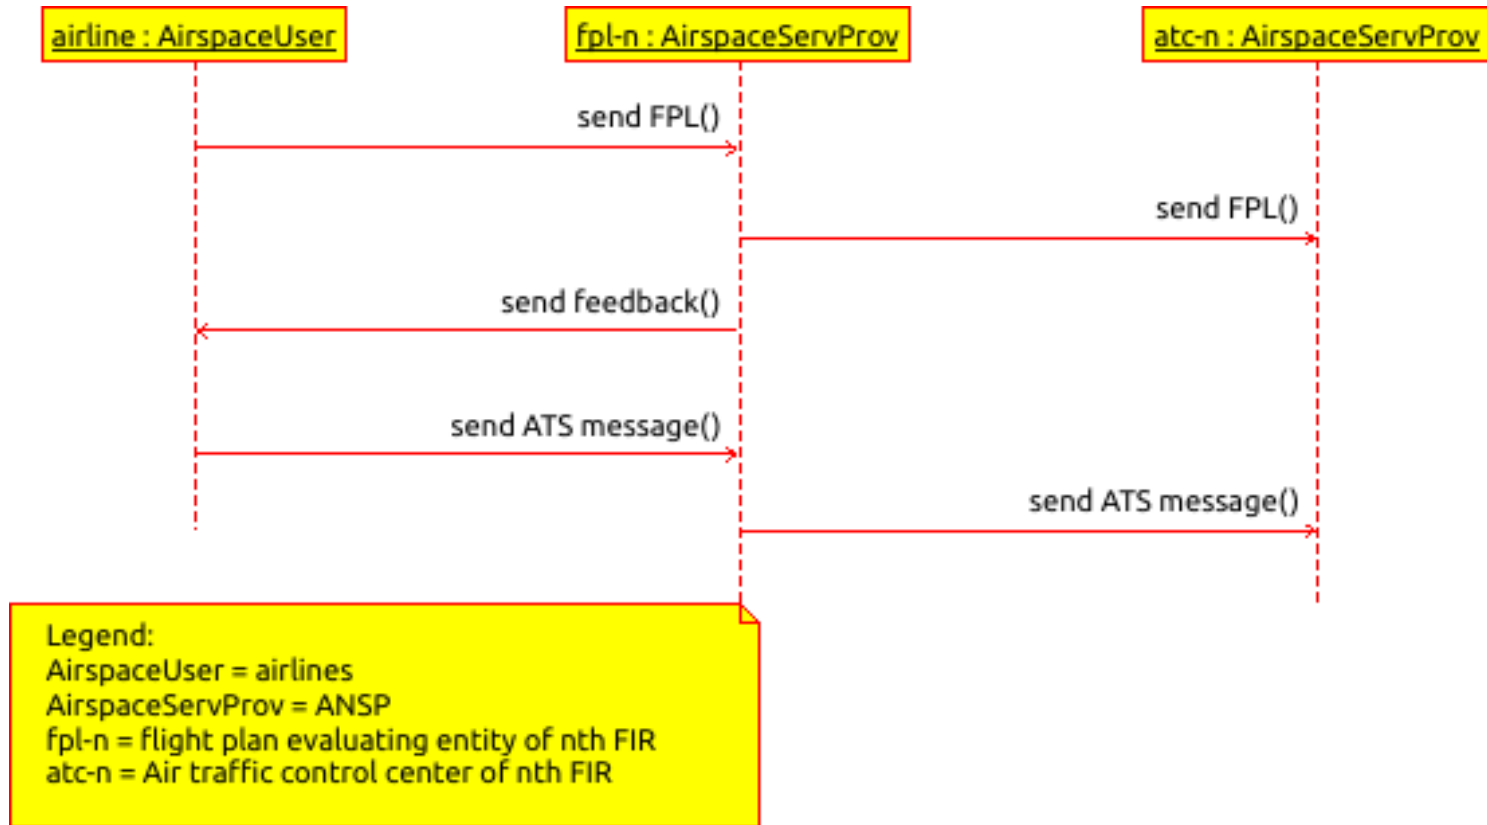 airline : AirspaceUser
fpl-n : AirspaceServProv
atc-n : AirspaceServProv
send FPL()
send FPL()
send feedback()
send ATS message()
send ATS message()
Legend:
AirspaceUser = airlines
AirspaceServProv = ANSP
fpl-n = flight plan evaluating entity of nth FIR
atc-n = Air traffic control center of nth FIR